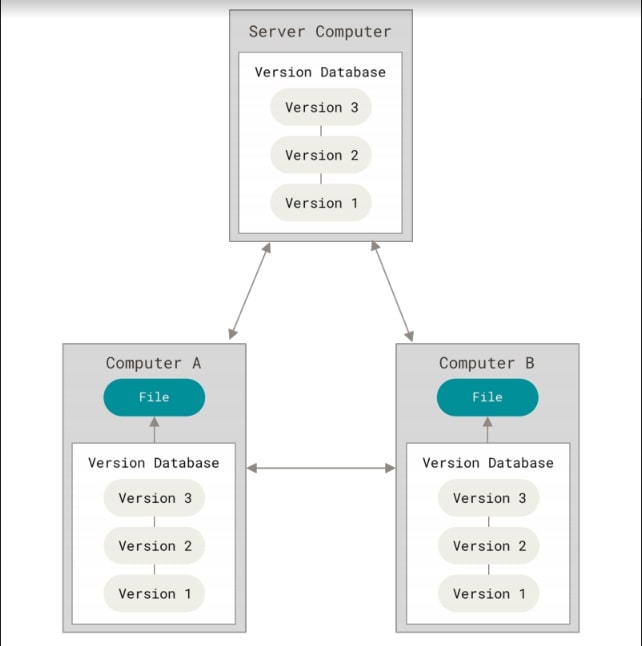 Server Computer
Version Database
Version 3
Version 2
Version 1
Computer A
File
Version Database
Version 3
Version 2
Version 1
Computer B
File
Version Database
Version 3
Version 2
Version 1